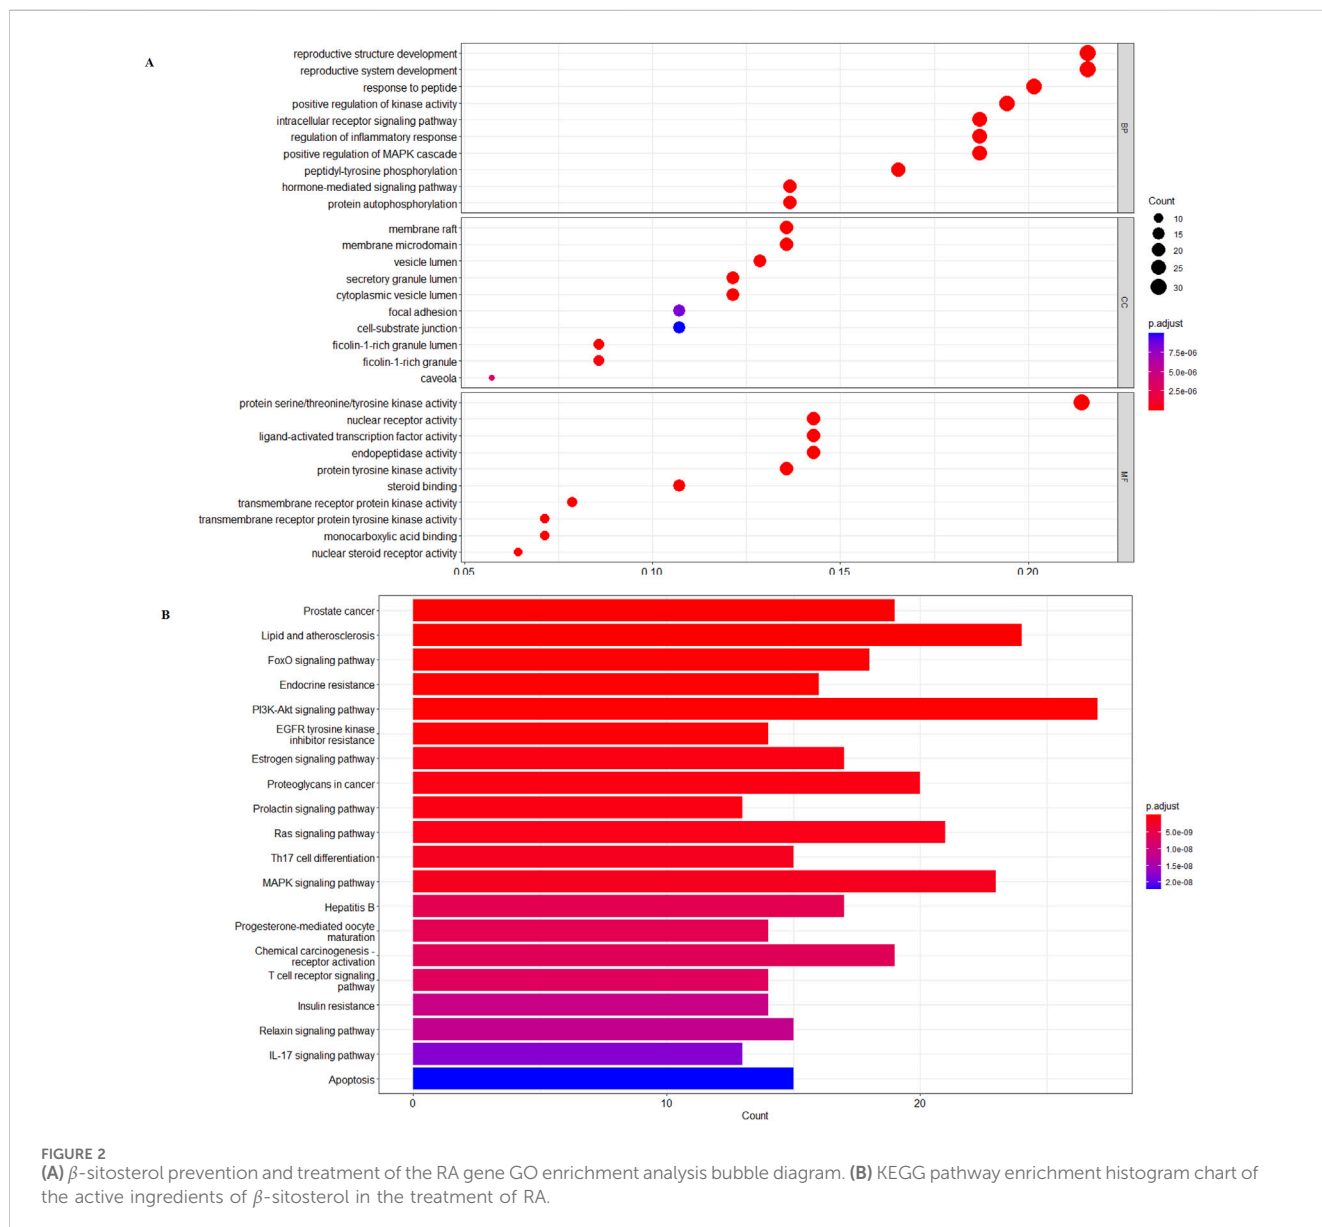 A
reproductive structure development
reproductive system development
response to peptide
positive regulation of kinase activity
intracellular receptor signaling pathway
regulation of inflammatory response
positive regulation of MAPK cascade
peptidyl-tyrosine phosphorylation
hormone-mediated signaling pathway
protein autophosphorylation
BP
membrane raft
membrane microdomain
vesicle lumen
secretory granule lumen
cytoplasmic vesicle lumen
focal adhesion
cell-substrate junction
ficolin-1-rich granule lumen
ficolin-1-rich granule
caveola
CC
protein serine/threonine/tyrosine kinase activity
nuclear receptor activity
ligand-activated transcription factor activity
endopeptidase activity
protein tyrosine kinase activity
steroid binding
transmembrane receptor protein kinase activity
transmembrane receptor protein tyrosine kinase activity
monocarboxylic acid binding
nuclear steroid receptor activity
MF
0.05 0.10 0.15 0.20
Count
10
15
20
25
30
p.adjust
7.5e-06
5.0e-06
2.5e-06
B
Prostate cancer
Lipid and atherosclerosis
FoxO signaling pathway
Endocrine resistance
PI3K-Akt signaling pathway
EGFR tyrosine kinase
inhibitor resistance
Estrogen signaling pathway
Proteoglycans in cancer
Prolactin signaling pathway
Ras signaling pathway
Th17 cell differentiation
MAPK signaling pathway
Hepatitis B
Progesterone-mediated oocyte
maturation
Chemical carcinogenesis -
receptor activation
T cell receptor signaling
pathway
Insulin resistance
Relaxin signaling pathway
IL-17 signaling pathway
Apoptosis
0 10 20
Count
p.adjust
5.0e-09
1.0e-08
1.5e-08
2.0e-08
FIGURE 2
(A) β-sitosterol prevention and treatment of the RA gene GO enrichment analysis bubble diagram. (B) KEGG pathway enrichment histogram chart of
the active ingredients of β-sitosterol in the treatment of RA.